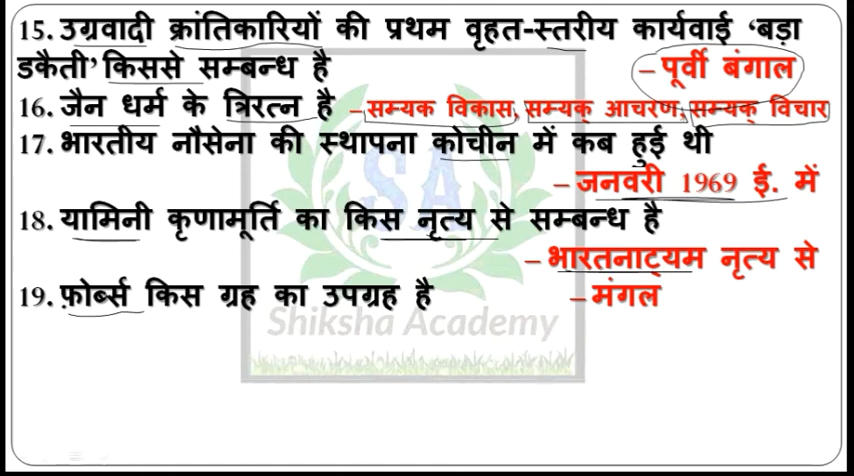 15. उग्रवादी क्रांतिकारियों की प्रथम वृहत-स्तरीय कार्यवाई ‘बड़ा
डकैती’ किससे सम्बन्ध है – पूर्वी बंगाल
16. जैन धर्म के त्रिरत्न है – सम्यक विकास, सम्यक् आचरण, सम्यक् विचार
17. भारतीय नौसेना की स्थापना कोचीन में कब हुई थी
– जनवरी 1969 ई. में
18. यामिनी कृणामूर्ति का किस नृत्य से सम्बन्ध है
– भारतनाट्यम नृत्य से
19. फ़ोर्ब्स किस ग्रह का उपग्रह है – मंगल
SA
Shiksha Academy